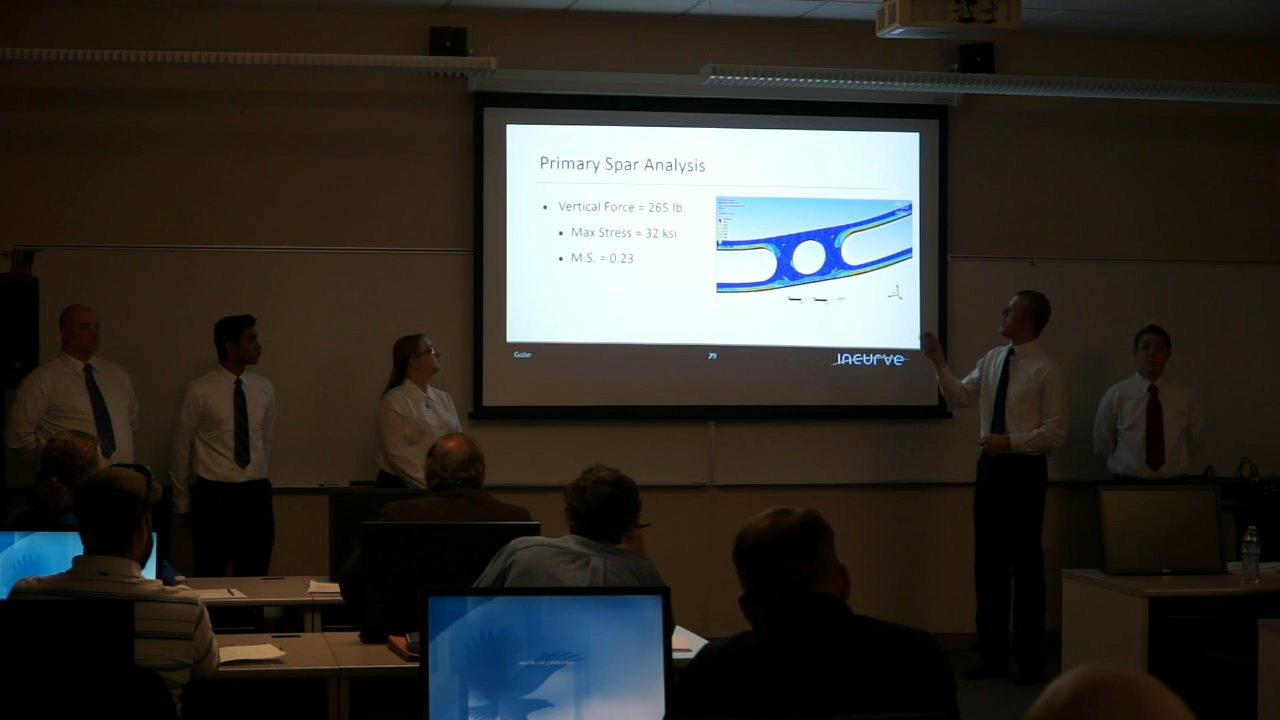 Primary Spar Analysis
• Vertical Force = 265 lb.
• Max Stress = 32 ksi
• M.S. = 0.23
Gabe
29
INCURVE